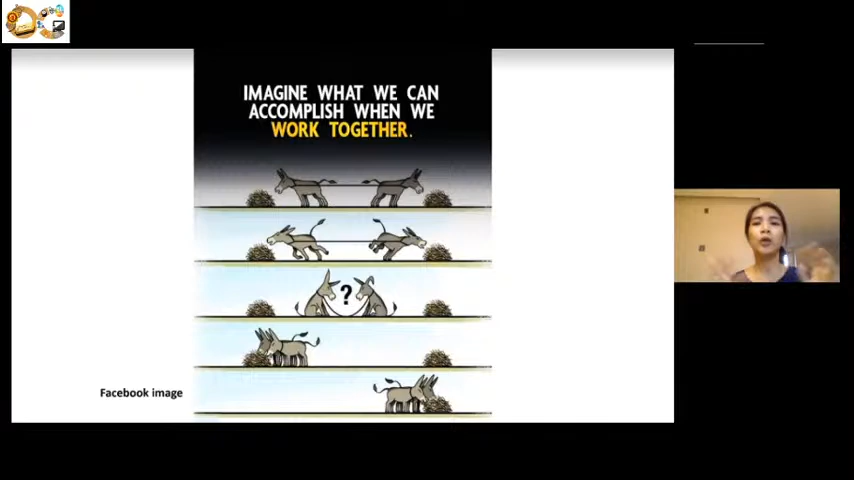 IMAGINE WHAT WE CAN
ACCOMPLISH WHEN WE
WORK TOGETHER.
?
Facebook image